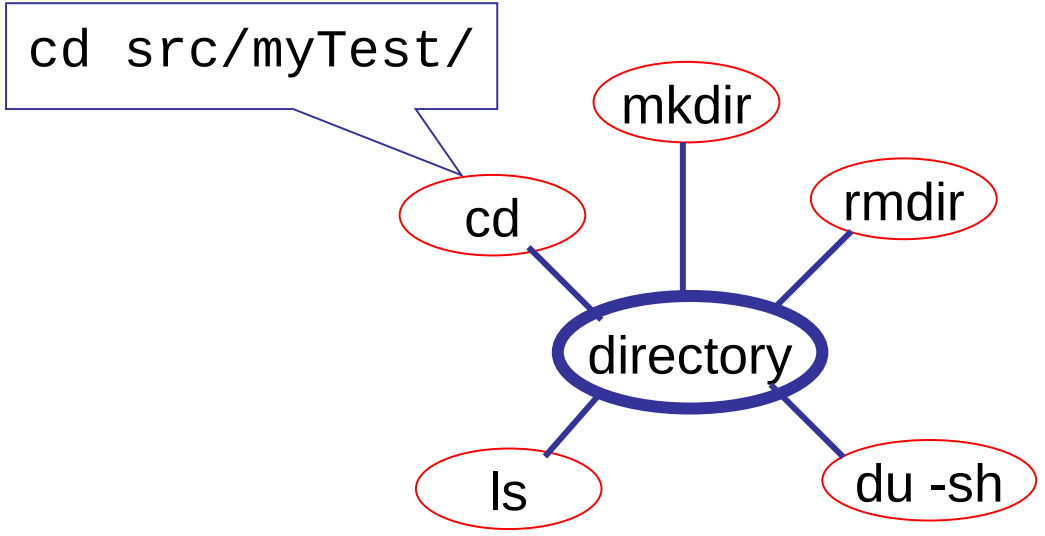 cd src/myTest/
mkdir
rmdir
cd
directory
ls
du -sh